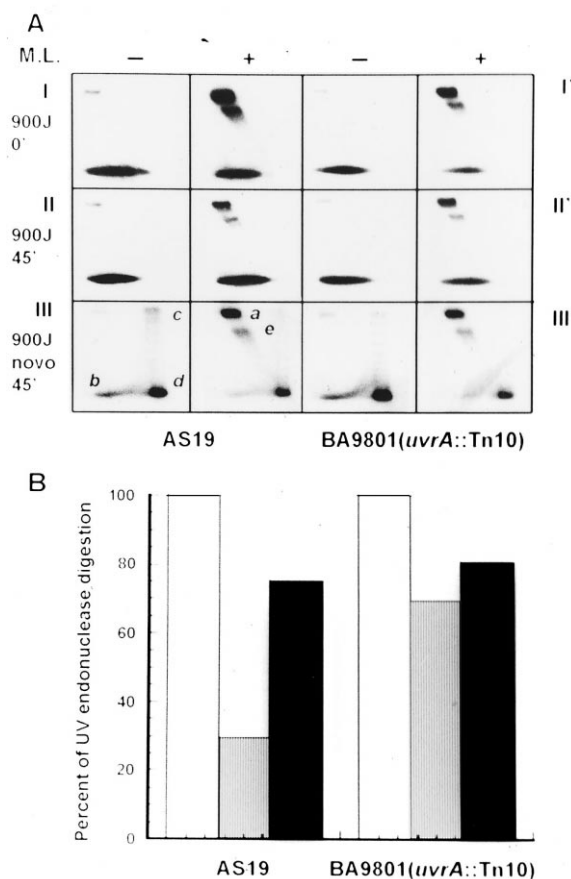 A
M.L. — + — +
I I'
900J
0'
II II'
900J
45'
III c a III
900J e
novo
45' b d
AS19 BA9801(uvrA::Tn10)
B
Percent of UV endonuclease digestion
100
80
60
40
20
0
AS19 BA9801(uvrA::Tn10)